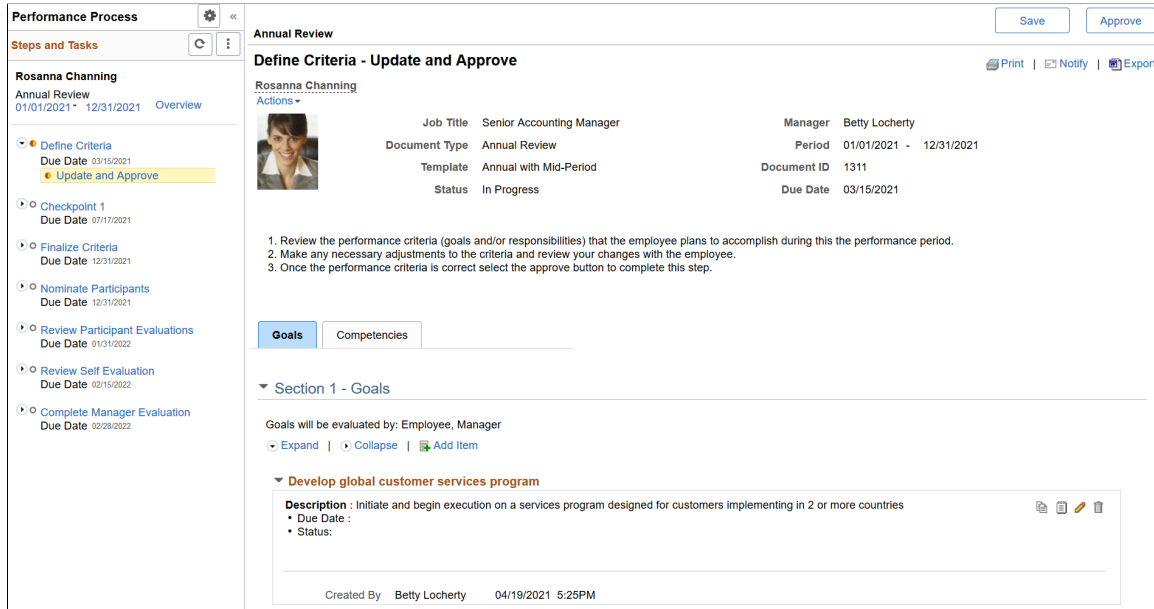 Performance Process
«
Steps and Tasks
Rosanna Channing
Annual Review
01/01/2021 - 12/31/2021 Overview
Define Criteria
Due Date 03/15/2021
Update and Approve
Checkpoint 1
Due Date 07/17/2021
Finalize Criteria
Due Date 12/31/2021
Nominate Participants
Due Date 12/31/2021
Review Participant Evaluations
Due Date 01/31/2022
Review Self Evaluation
Due Date 02/15/2022
Complete Manager Evaluation
Due Date 02/28/2022
Save Approve
Annual Review
Define Criteria - Update and Approve
Print | Notify | Export
Rosanna Channing
Actions
Job Title Senior Accounting Manager Manager Betty Locherty
Document Type Annual Review Period 01/01/2021 - 12/31/2021
Template Annual with Mid-Period Document ID 1311
Status In Progress Due Date 03/15/2021
1. Review the performance criteria (goals and/or responsibilities) that the employee plans to accomplish during this the performance period.
2. Make any necessary adjustments to the criteria and review your changes with the employee.
3. Once the performance criteria is correct select the approve button to complete this step.
Goals Competencies
Section 1 - Goals
Goals will be evaluated by: Employee, Manager
Expand | Collapse | Add Item
Develop global customer services program
Description : Initiate and begin execution on a services program designed for customers implementing in 2 or more countries
• Due Date :
• Status:
Created By Betty Locherty 04/19/2021 5:25PM